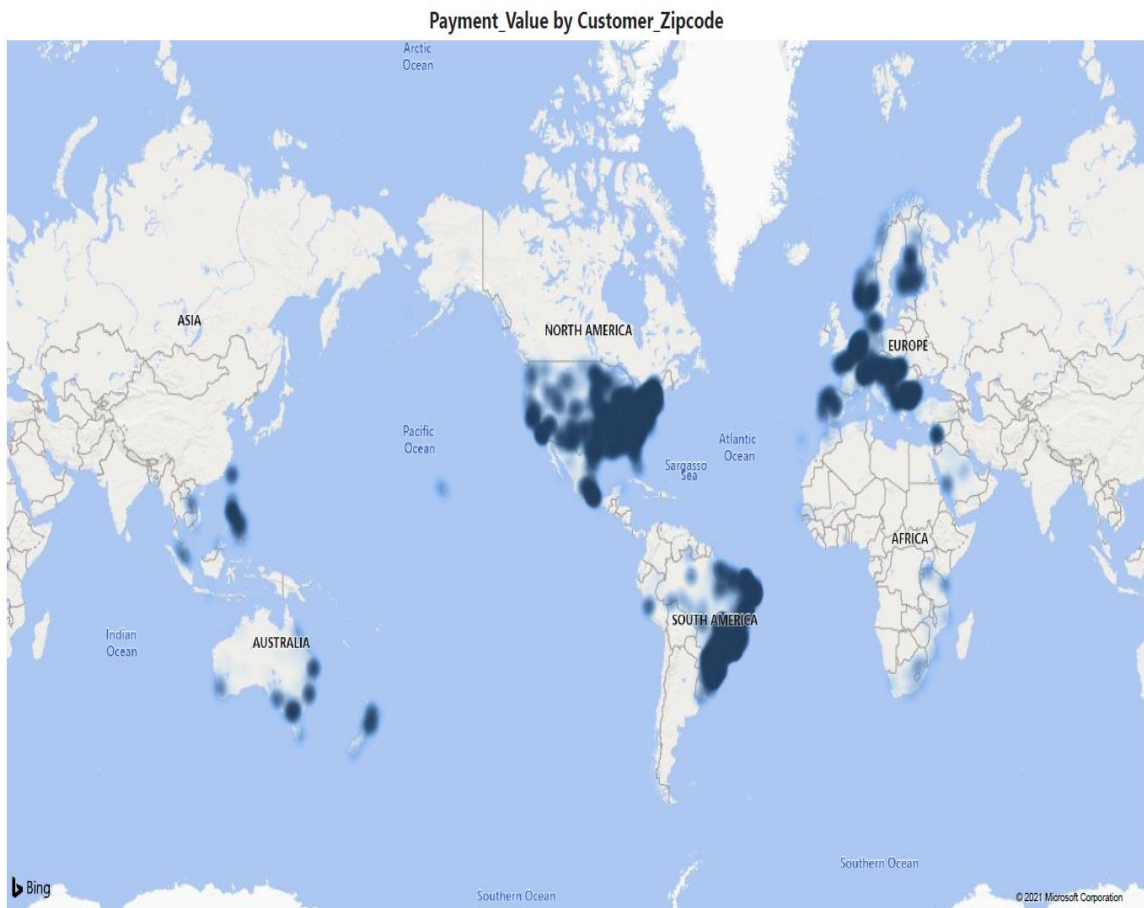 Payment_Value by Customer_Zipcode
Arctic
Ocean
ASIA
NORTH AMERICA
EUROPE
Pacific
Ocean
Atlantic
Ocean
Sargasso
Sea
AFRICA
SOUTH AMERICA
Indian
Ocean
AUSTRALIA
Southern Ocean
Southern Ocean
Bing
© 2021 Microsoft Corporation